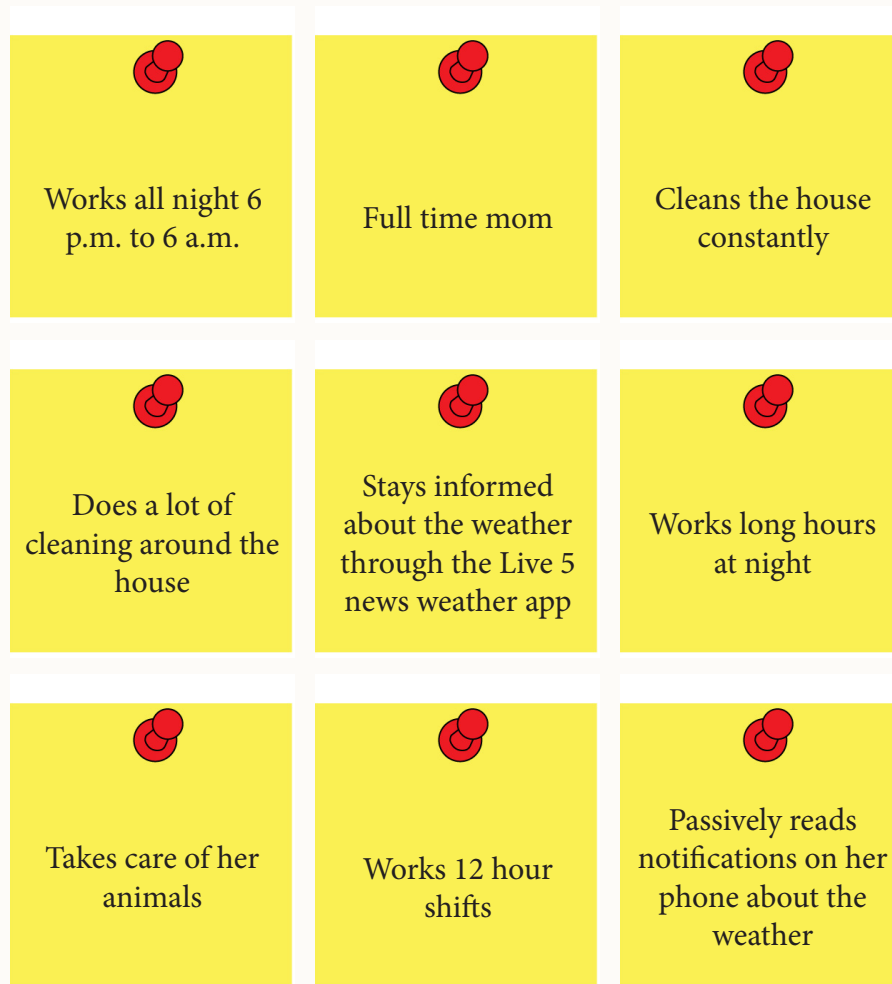 Works all night 6
p.m. to 6 a.m.
Full time mom
Cleans the house
constantly
Does a lot of
cleaning around the
house
Stays informed
about the weather
through the Live 5
news weather app
Works long hours
at night
Takes care of her
animals
Works 12 hour
shifts
Passively reads
notifications on her
phone about the
weather